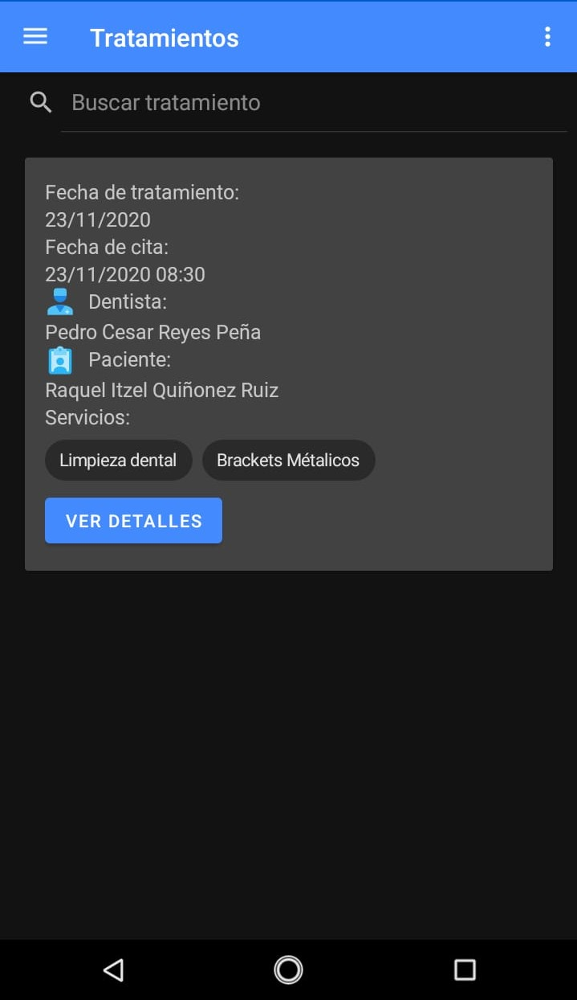 Tratamientos
Buscar tratamiento
Fecha de tratamiento:
23/11/2020
Fecha de cita:
23/11/2020 08:30
Dentista:
Pedro Cesar Reyes Peña
Paciente:
Raquel Itzel Quiñonez Ruiz
Servicios:
Limpieza dental Brackets Métalicos
VER DETALLES